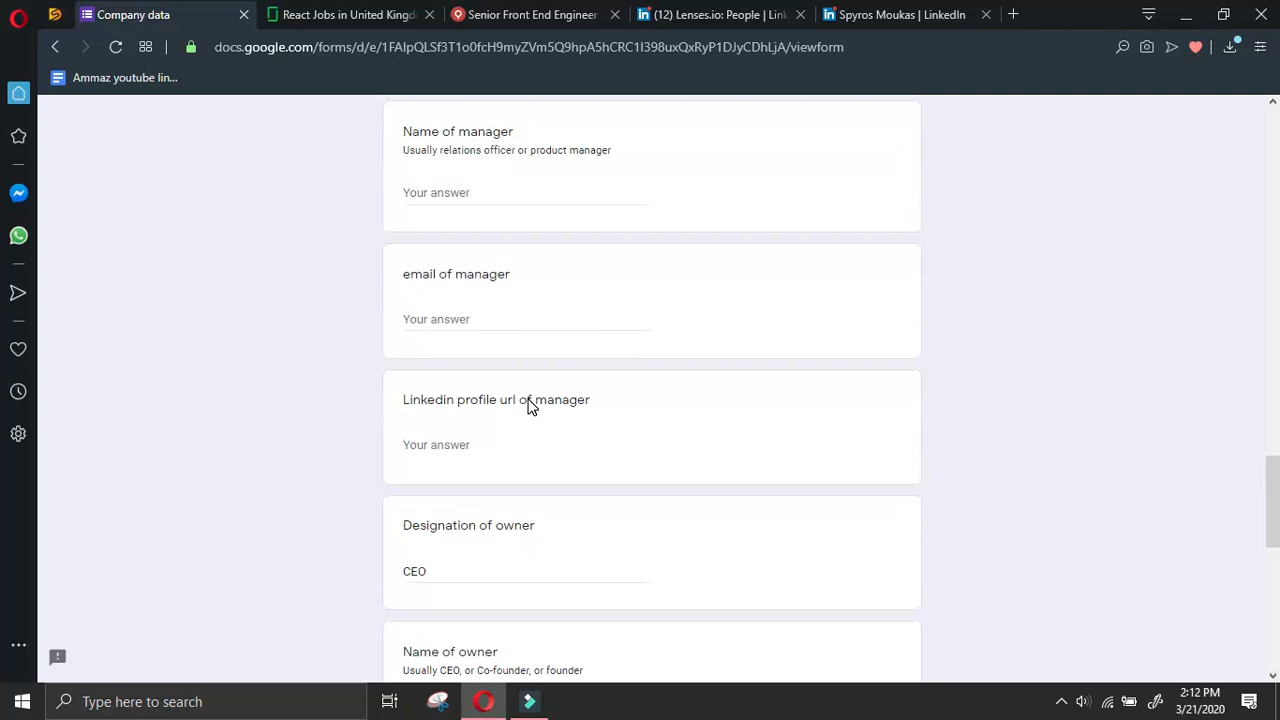 Company data
React Jobs in United Kingd
Senior Front End Engineer
(12) Lenses.io: People | Link
Spyros Moukas | LinkedIn
docs.google.com/forms/d/e/1FAIpQLSf3T1o0fcH9myZVm5Q9hpA5hCRC1I398uxQxRyP1DJyCDhLjA/viewform
Ammaz youtube lin...
Name of manager
Usually relations officer or product manager
Your answer
email of manager
Your answer
Linkedin profile url of manager
Your answer
Designation of owner
CEO
Name of owner
Usually CEO, or Co-founder, or founder
Type here to search
2:12 PM
3/21/2020